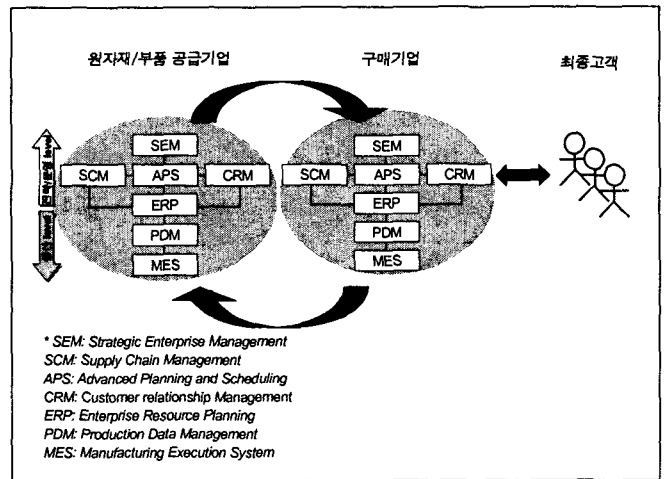 원자재/부품 공급기업 구매기업 최종고객
SEM SEM
SCM APS CRM SCM APS CRM
ERP ERP
PDM PDM
MES MES
level
level
* SEM: Strategic Enterprise Management
SCM: Supply Chain Management
APS: Advanced Planning and Scheduling
CRM: Customer relationship Management
ERP: Enterprise Resource Planning
PDM: Production Data Management
MES: Manufacturing Execution System